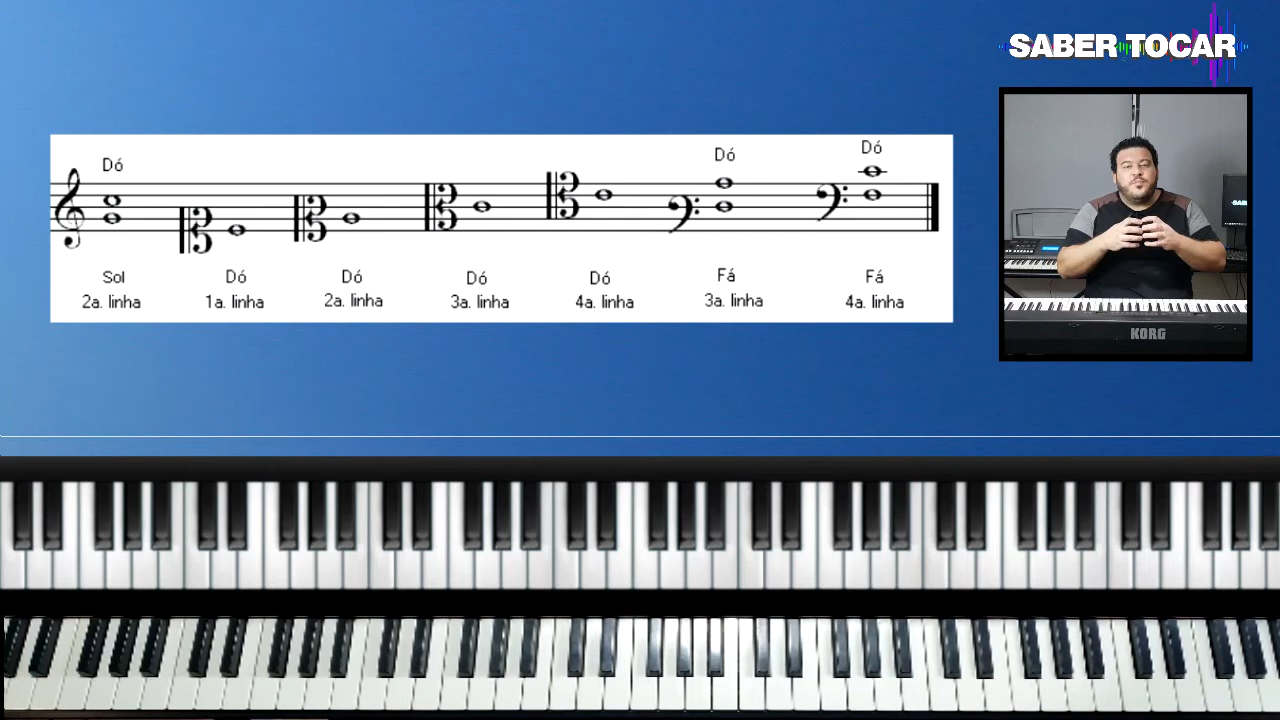 SABER TOCAR
Dó Dó Dó
Sol Dó Dó Dó Dó Fá Fá
2a. linha 1a. linha 2a. linha 3a. linha 4a. linha 3a. linha 4a. linha
KORG